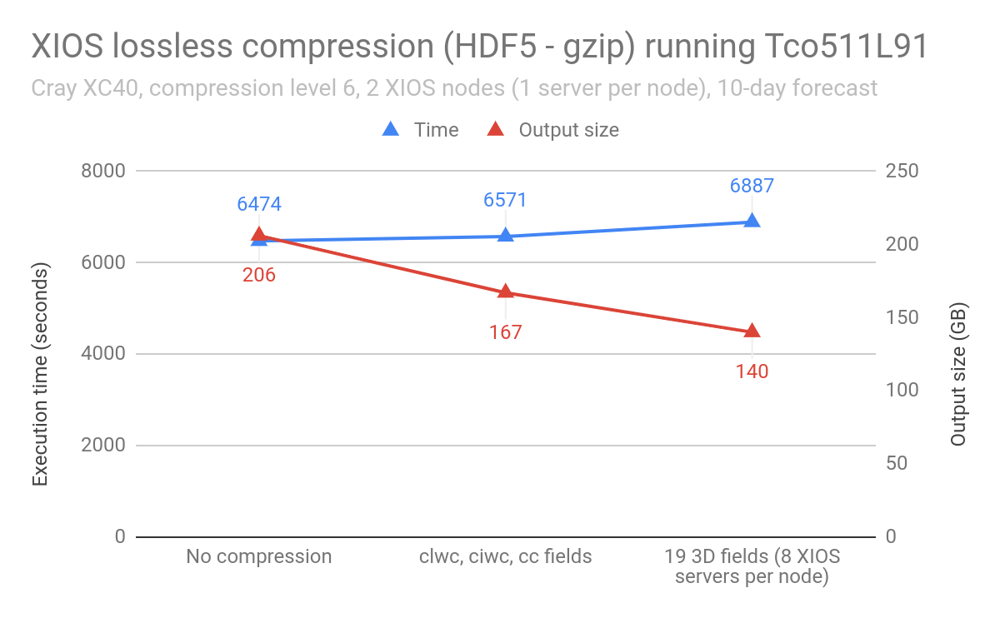 XIOS lossless compression (HDF5 - gzip) running Tco511L91
Cray XC40, compression level 6, 2 XIOS nodes (1 server per node), 10-day forecast
Time
Output size
8000
6000
4000
2000
0
Execution time (seconds)
250
200
150
100
50
0
Output size (GB)
6474
6571
6887
206
167
140
No compression
clwc, ciwc, cc fields
19 3D fields (8 XIOS
servers per node)